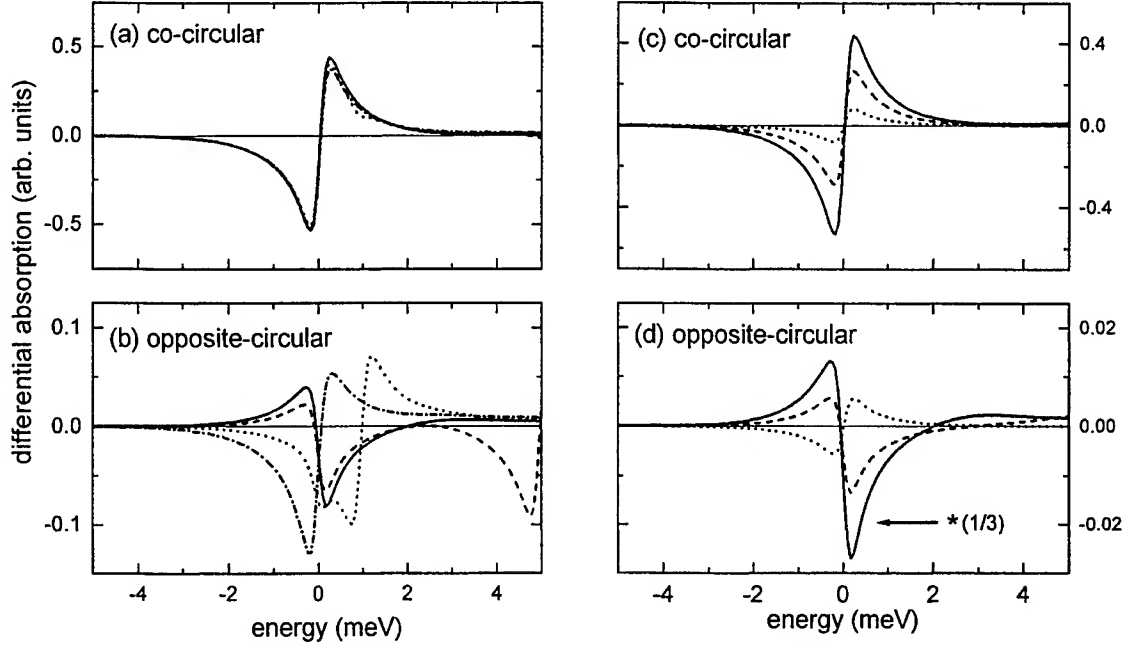 (a) co-circular
0.5
0.0
-0.5
(b) opposite-circular
0.1
0.0
-0.1
-4 -2 0 2 4
energy (meV)
differential absorption (arb. units)
(c) co-circular
0.4
0.0
-0.4
(d) opposite-circular
0.02
0.00
-0.02
*(1/3)
-4 -2 0 2 4
energy (meV)